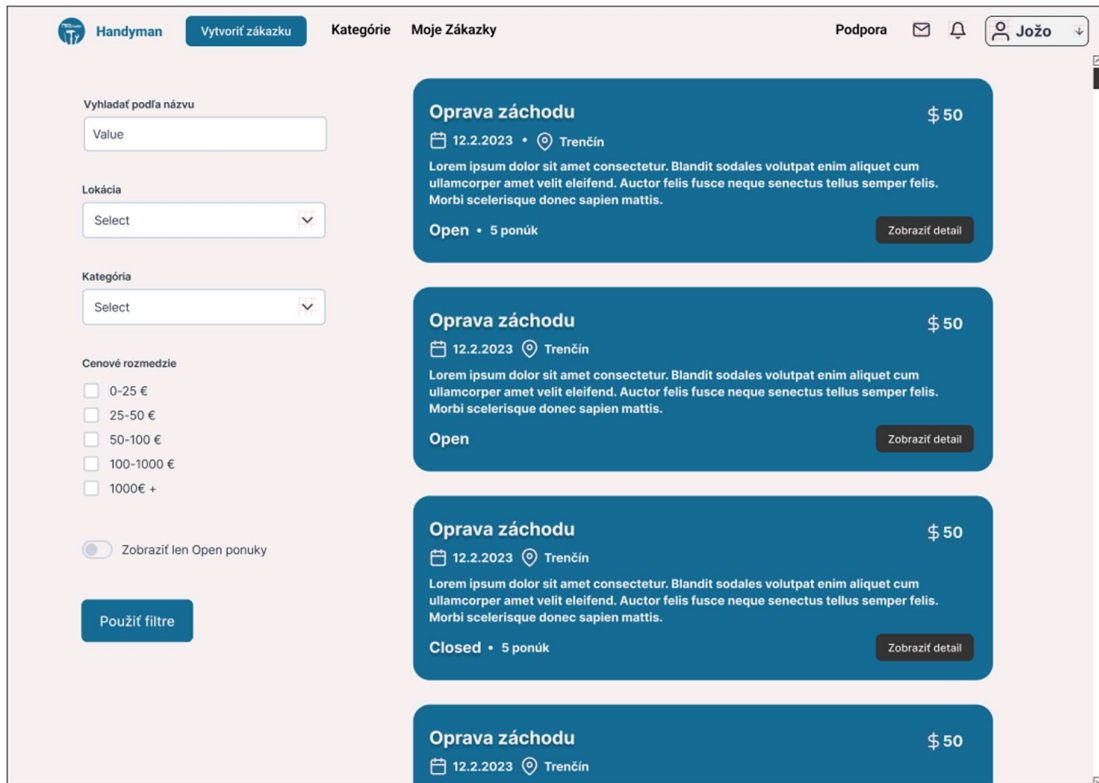 Handyman
Vytvoriť zákazku
Kategórie
Moje Zákazky
Podpora
Jožo
Vyhladať podľa názvu
Value
Lokácia
Select
Kategória
Select
Cenové rozmedzie
0-25 €
25-50 €
50-100 €
100-1000 €
1000€ +
Zobraziť len Open ponuky
Použiť filtre
Oprava záchodu
$ 50
12.2.2023 • Trenčín
Lorem ipsum dolor sit amet consectetur. Blandit sodales volutpat enim aliquet cum
ullamcorper amet velit eleifend. Auctor felis fusce neque senectus tellus semper felis.
Morbi scelerisque donec sapien mattis.
Open • 5 ponúk
Zobraziť detail
Oprava záchodu
$ 50
12.2.2023 Trenčín
Lorem ipsum dolor sit amet consectetur. Blandit sodales volutpat enim aliquet cum
ullamcorper amet velit eleifend. Auctor felis fusce neque senectus tellus semper felis.
Morbi scelerisque donec sapien mattis.
Open
Zobraziť detail
Oprava záchodu
$ 50
12.2.2023 Trenčín
Lorem ipsum dolor sit amet consectetur. Blandit sodales volutpat enim aliquet cum
ullamcorper amet velit eleifend. Auctor felis fusce neque senectus tellus semper felis.
Morbi scelerisque donec sapien mattis.
Closed • 5 ponúk
Zobraziť detail
Oprava záchodu
$ 50
12.2.2023 Trenčín